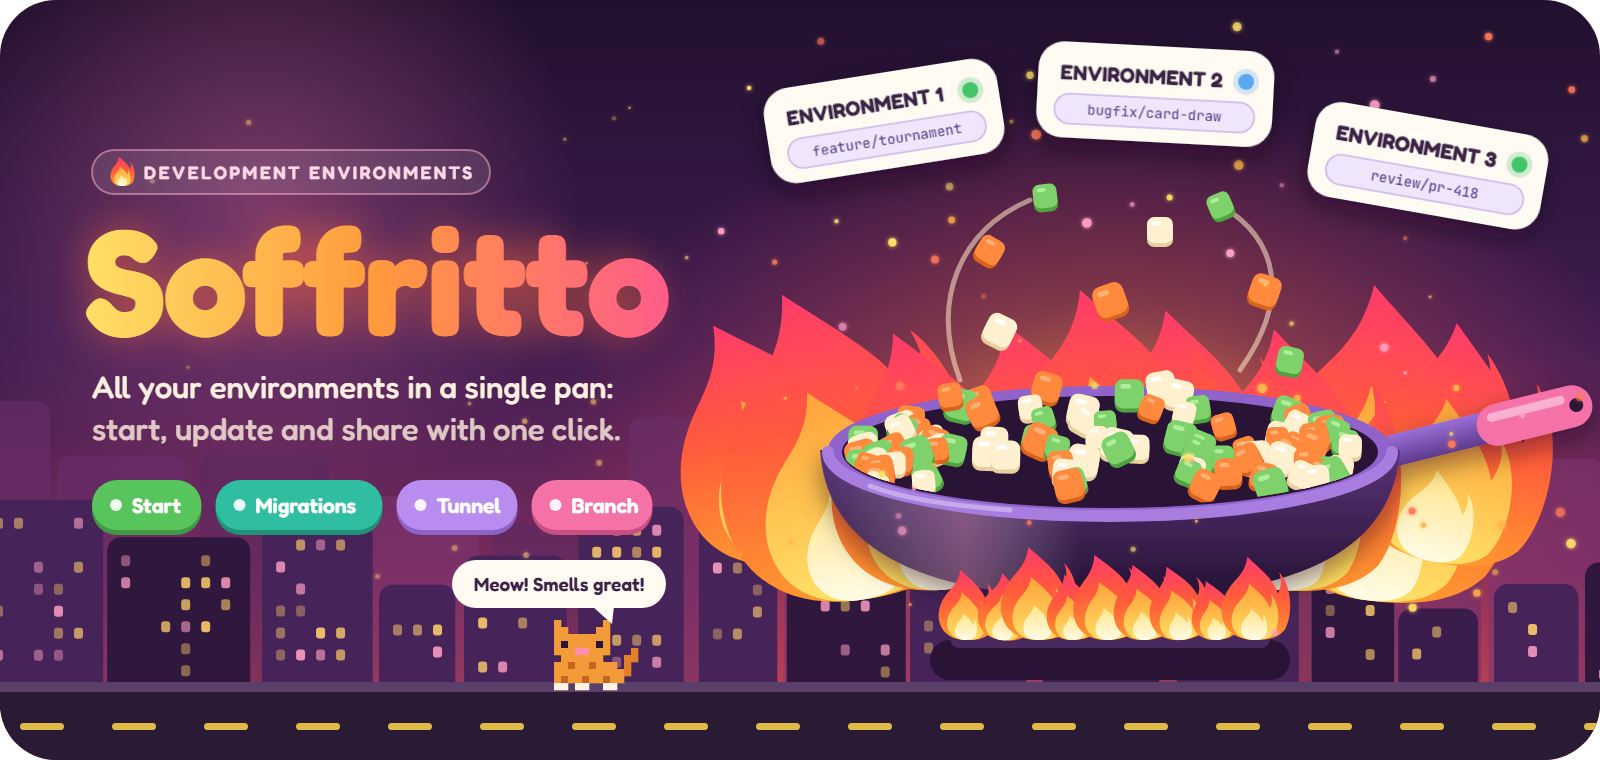 DEVELOPMENT ENVIRONMENTS
Soffritto
All your environments in a single pan:
start, update and share with one click.
Start
Migrations
Tunnel
Branch
Meow! Smells great!
ENVIRONMENT 1
feature/tournament
ENVIRONMENT 2
bugfix/card-draw
ENVIRONMENT 3
review/pr-418